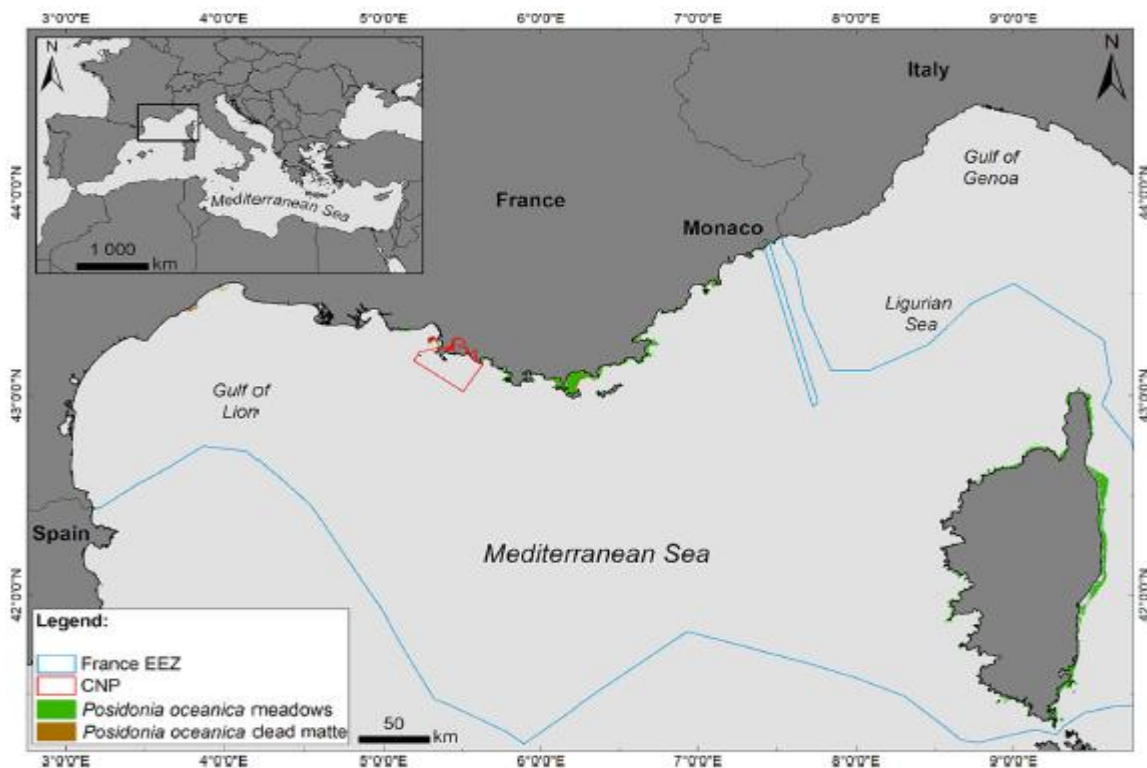 3°0'0"E 4°0'0"E 5°0'0"E 6°0'0"E 7°0'0"E 8°0'0"E 9°0'0"E
N
Mediterranean Sea
1 000
km
N
Italy
Gulf of
Genoa
France
Monaco
Ligurian
Sea
Gulf of
Lion
Spain
Mediterranean Sea
44°0'0"N
43°0'0"N
42°0'0"N
44°0'0"N
43°0'0"N
42°0'0"N
Legend:
France EEZ
CNP
Posidonia oceanica meadows
Posidonia oceanica dead matte
50
km
3°0'0"E 4°0'0"E 5°0'0"E 6°0'0"E 7°0'0"E 8°0'0"E 9°0'0"E